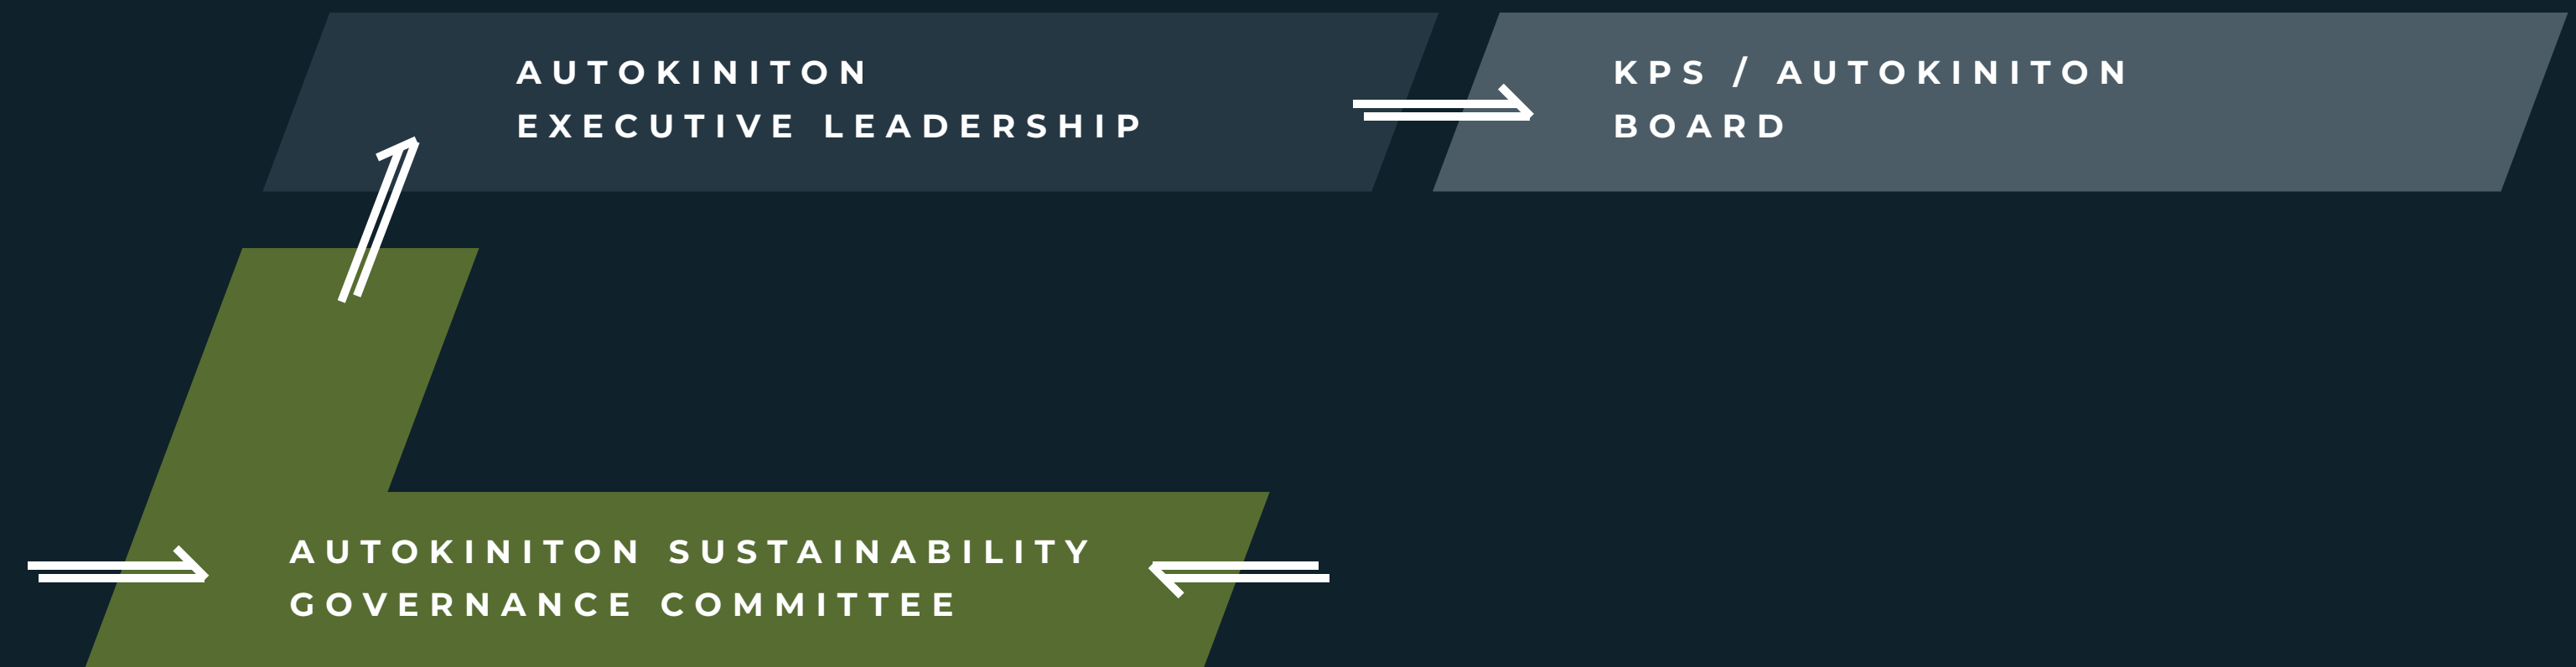 AUTOKINITON
EXECUTIVE LEADERSHIP
KPS / AUTOKINITON
BOARD
AUTOKINITON SUSTAINABILITY
GOVERNANCE COMMITTEE